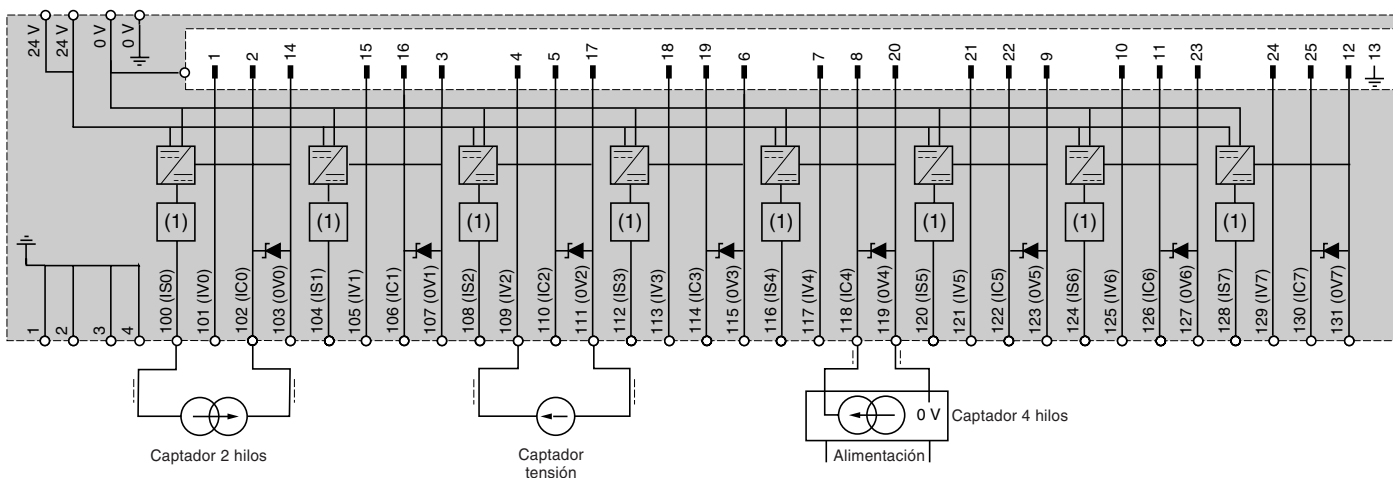 24 V
24 V
0 V
0 V
1
2
14
15
16
3
4
5
17
18
19
6
7
8
20
21
22
9
10
11
23
24
25
12
13
(1)
(1)
(1)
(1)
(1)
(1)
(1)
(1)
1
2
3
4
100 (IS0)
101 (IV0)
102 (IC0)
103 (0V0)
104 (IS1)
105 (IV1)
106 (IC1)
107 (0V1)
108 (IS2)
109 (IV2)
110 (IC2)
111 (0V2)
112 (IS3)
113 (IV3)
114 (IC3)
115 (0V3)
116 (IS4)
117 (IV4)
118 (IC4)
119 (0V4)
120 (IS5)
121 (IV5)
122 (IC5)
123 (0V5)
124 (IS6)
125 (IV6)
126 (IC6)
127 (0V6)
128 (IS7)
129 (IV7)
130 (IC7)
131 (0V7)
Captador 2 hilos
Captador
tensión
0 V
Captador 4 hilos
Alimentación